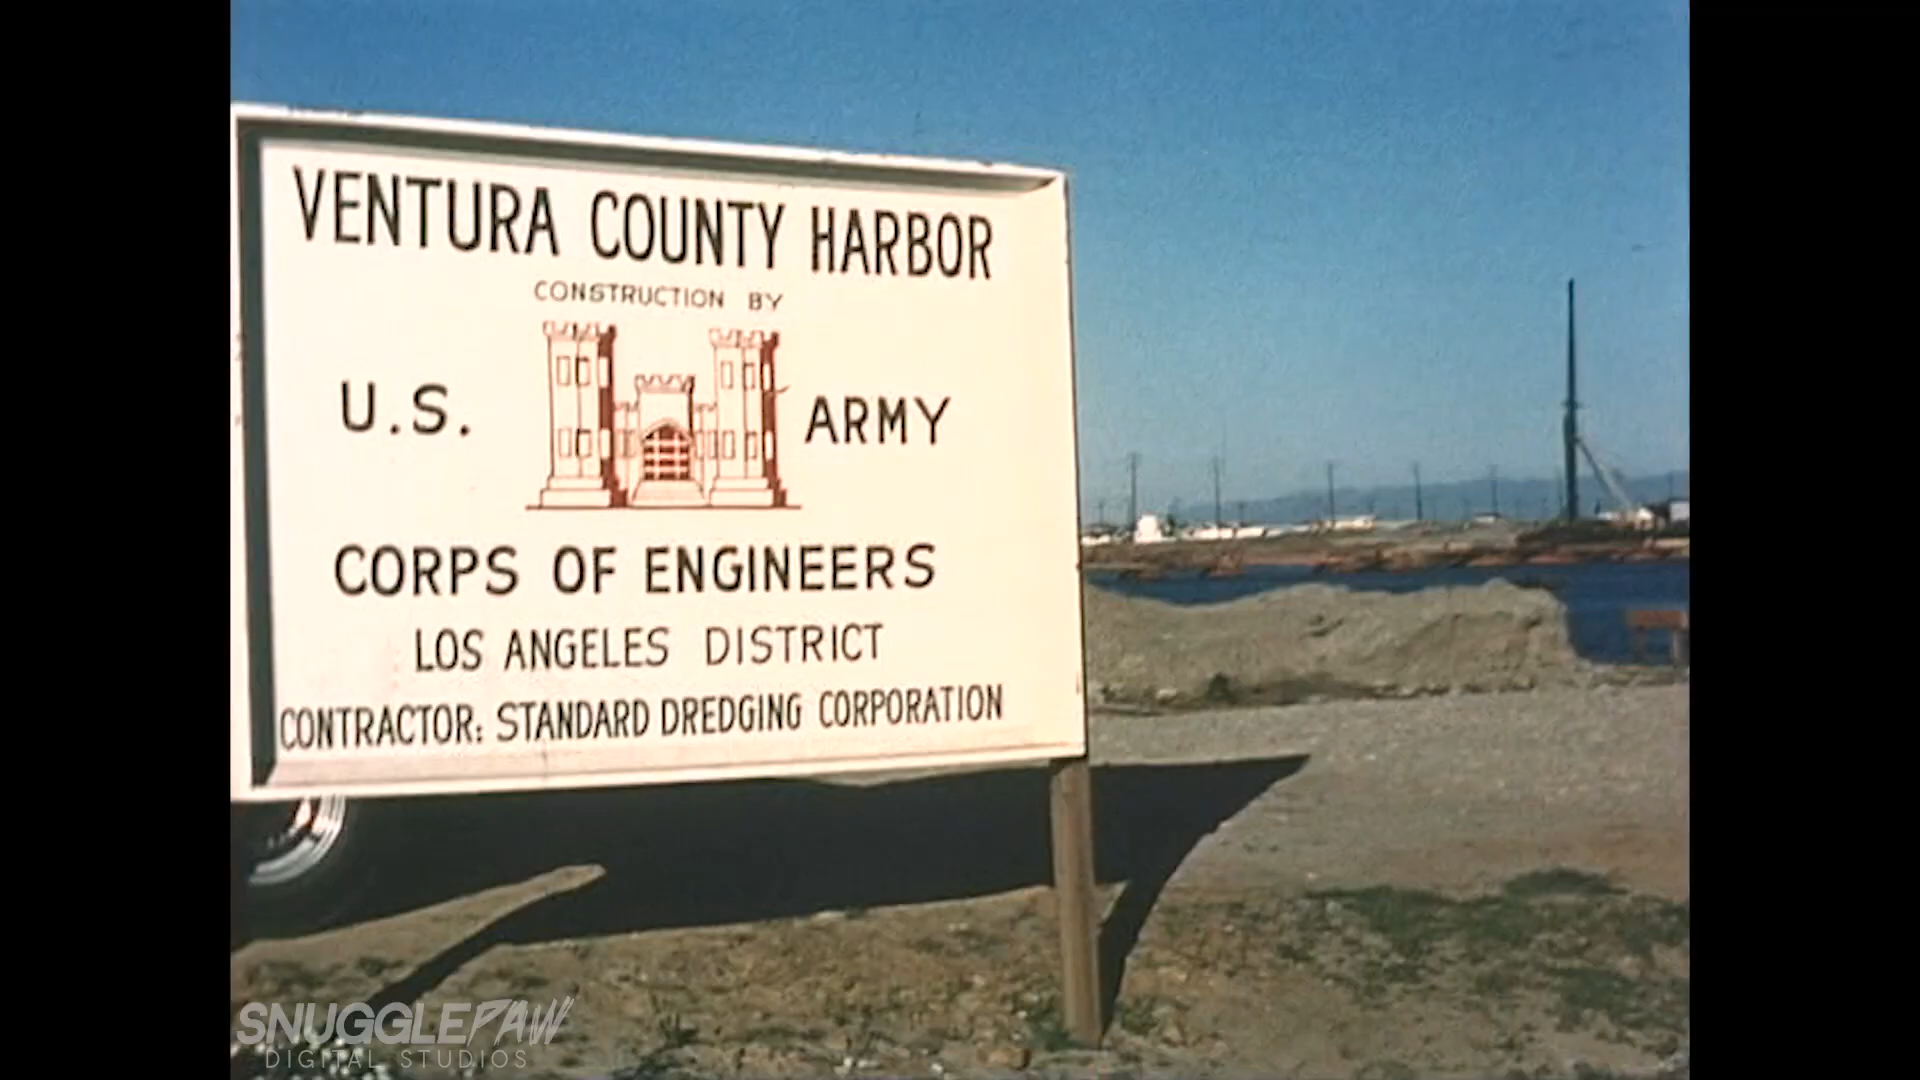 VENTURA COUNTY HARBOR
CONSTRUCTION BY
U.S. ARMY
CORPS OF ENGINEERS
LOS ANGELES DISTRICT
CONTRACTOR: STANDARD DREDGING CORPORATION
SNUGGLEPAW
DIGITAL STUDIOS